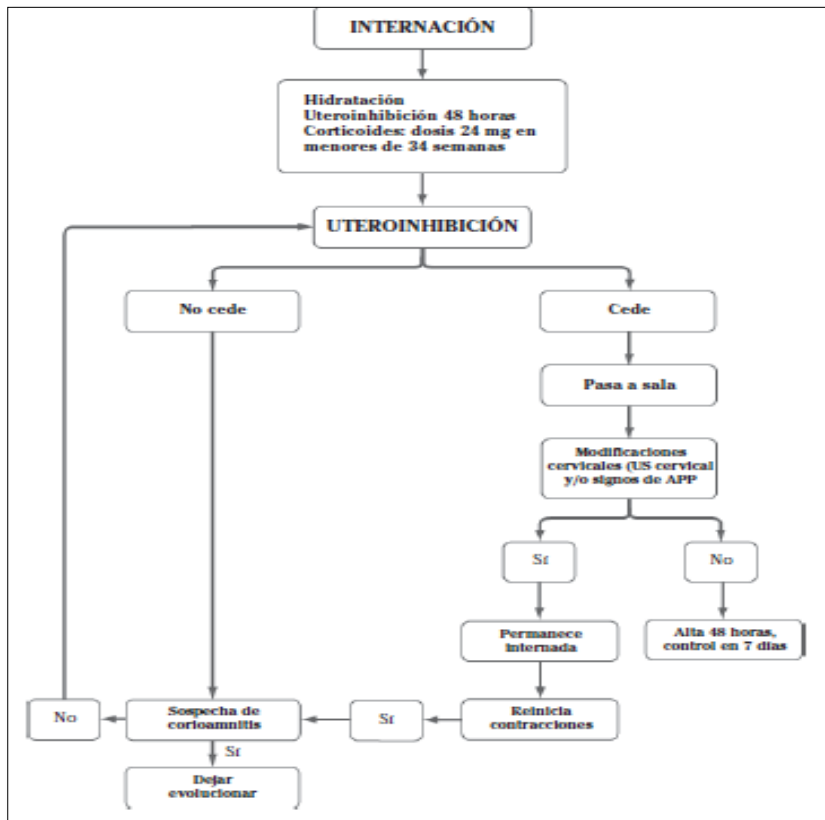 INTERNACIÓN
Hidratación
Uteroinhibición 48 horas
Corticoides: dosis 24 mg en
menores de 34 semanas
UTEROINHIBICIÓN
No cede
Cede
Pasa a sala
Modificaciones
cervicales (US cervical
y/o signos de APP
Sí
No
Permanece
internada
Alta 48 horas,
control en 7 días
No
Sospecha de
corioamnitis
Sí
Reinicia
contracciones
Sí
Dejar
evolucionar